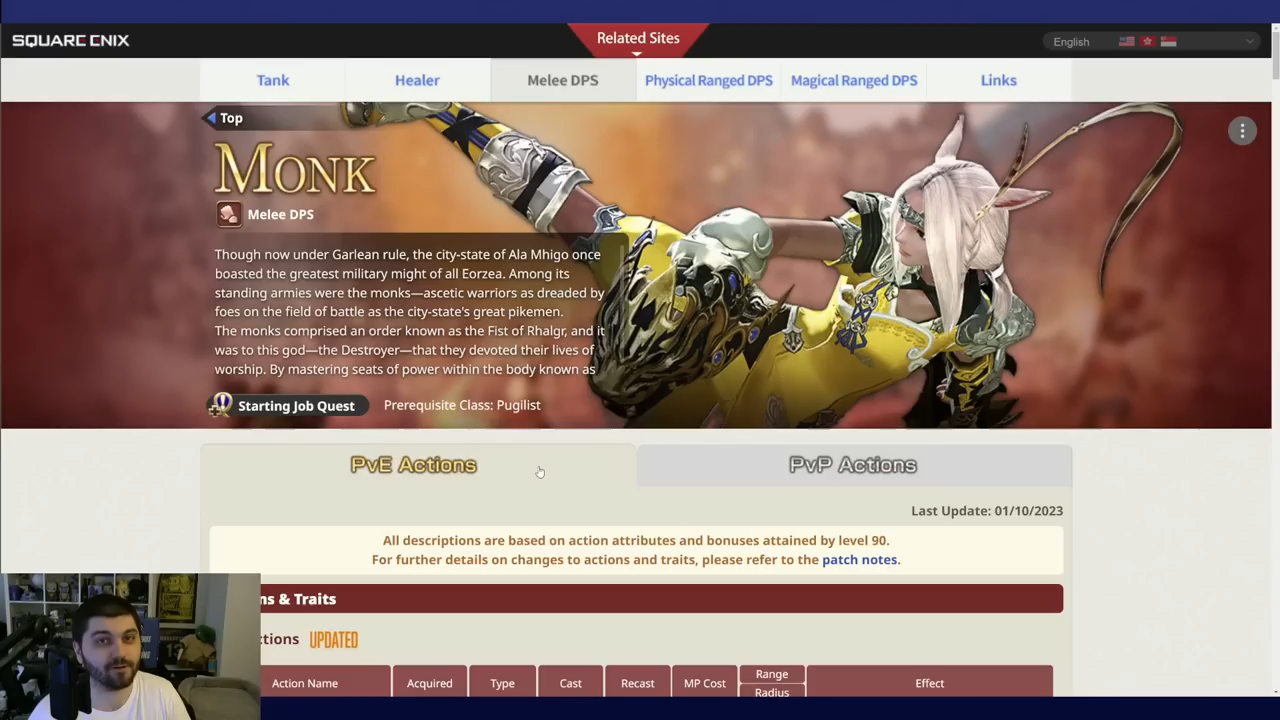 SQUARE ENIX
Related Sites
English
Tank
Healer
Melee DPS
Physical Ranged DPS
Magical Ranged DPS
Links
Top
MONK
Melee DPS
Though now under Garlean rule, the city-state of Ala Mhigo once
boasted the greatest military might of all Eorzea. Among its
standing armies were the monks—ascetic warriors as dreaded by
foes on the field of battle as the city-state's great pikemen.
The monks comprised an order known as the Fist of Rhalgr, and it
was to this god—the Destroyer—that they devoted their lives of
worship. By mastering seats of power within the body known as
Starting Job Quest
Prerequisite Class: Pugilist
PvE Actions
PvP Actions
Last Update: 01/10/2023
All descriptions are based on action attributes and bonuses attained by level 90.
For further details on changes to actions and traits, please refer to the patch notes.
ns & Traits
ctions UPDATED
Action Name
Acquired
Type
Cast
Recast
MP Cost
Range
Radius
Effect